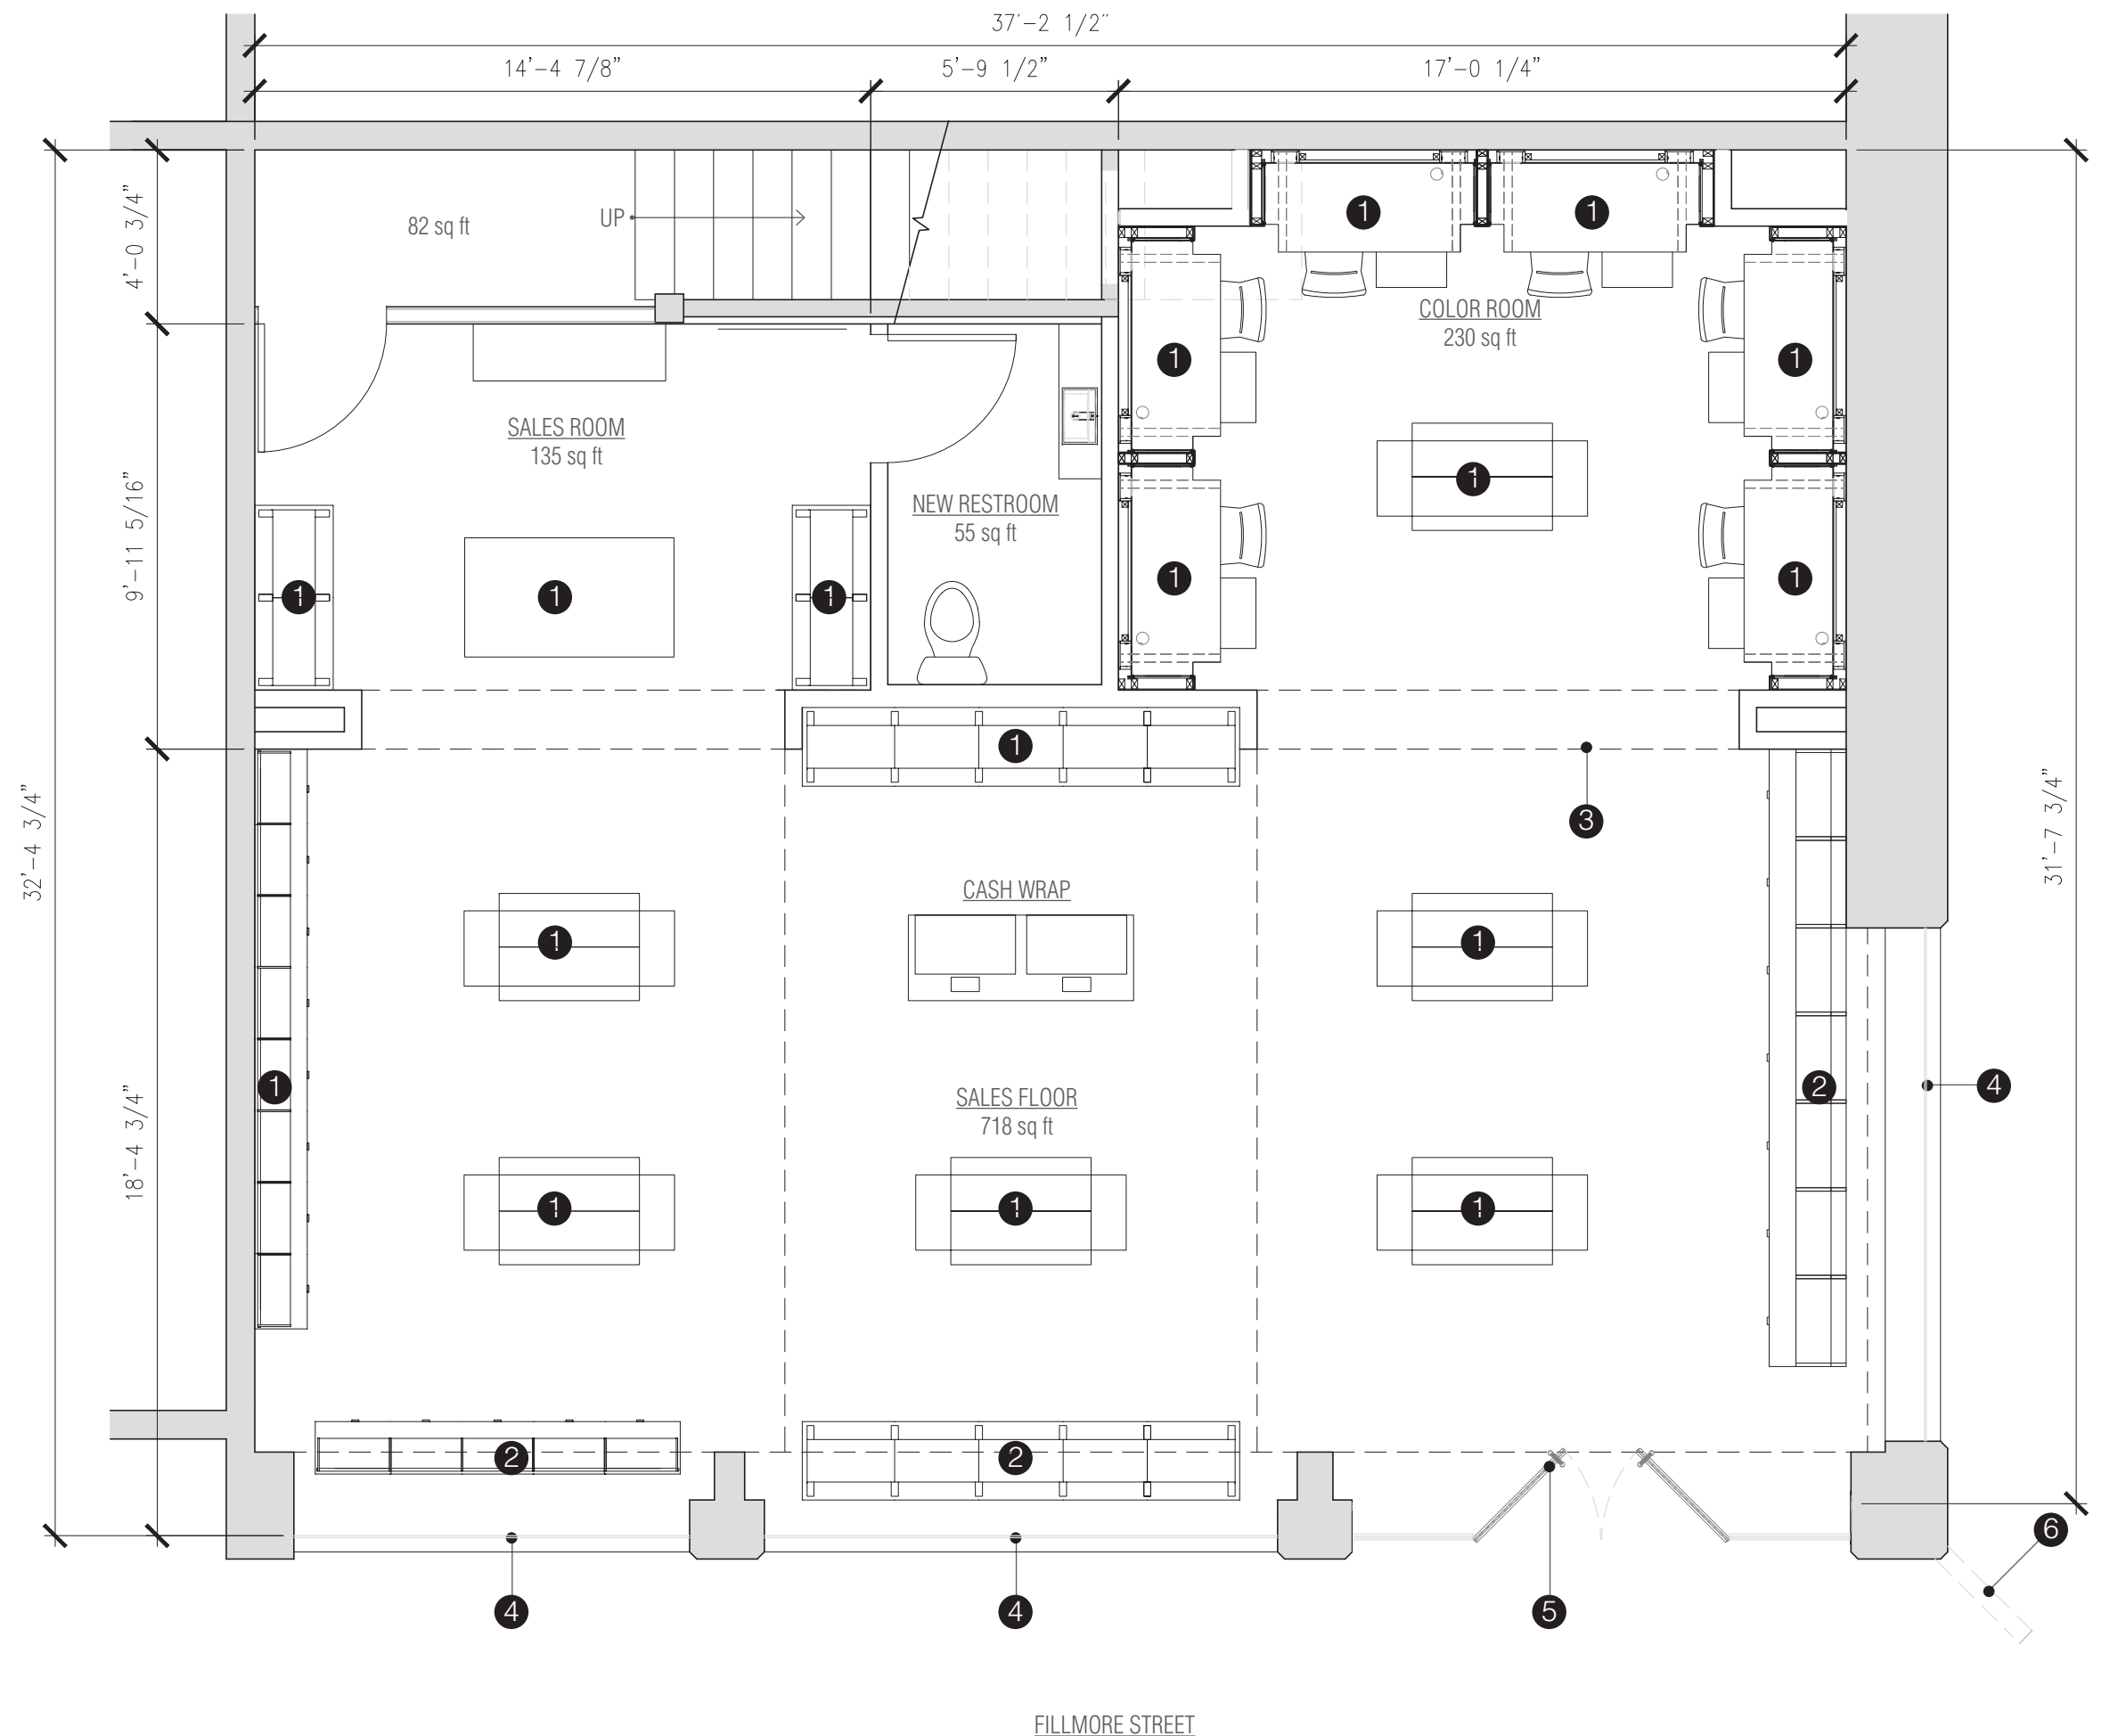 37'-2 1/2"
14'-4 7/8"
5'-9 1/2"
17'-0 1/4"
4'-0 3/4"
82 sq ft
UP
1
1
COLOR ROOM
230 sq ft
1
1
SALES ROOM
135 sq ft
1
NEW RESTROOM
55 sq ft
9'-11 5/16"
1
1
1
1
1
1
3
32'-4 3/4"
31'-7 3/4"
CASH WRAP
1
1
18'-4 3/4"
1
SALES FLOOR
718 sq ft
2
4
1
1
1
2
2
6
4
4
5
FILLMORE STREET